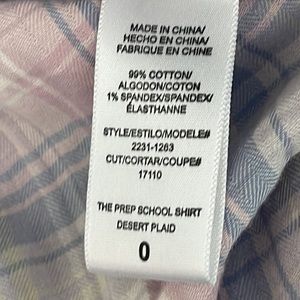 MADE IN CHINA/
HECHO EN CHINA/
FABRIQUE EN CHINE
99% COTTON/
ALGODON/COTON
1% SPANDEX/SPANDEX/
ÉLASTHANNE
STYLE/ESTILO/MODELE#
2231-1263
CUT/CORTAR/COUPE#
17110
THE PREP SCHOOL SHIRT
DESERT PLAID
0